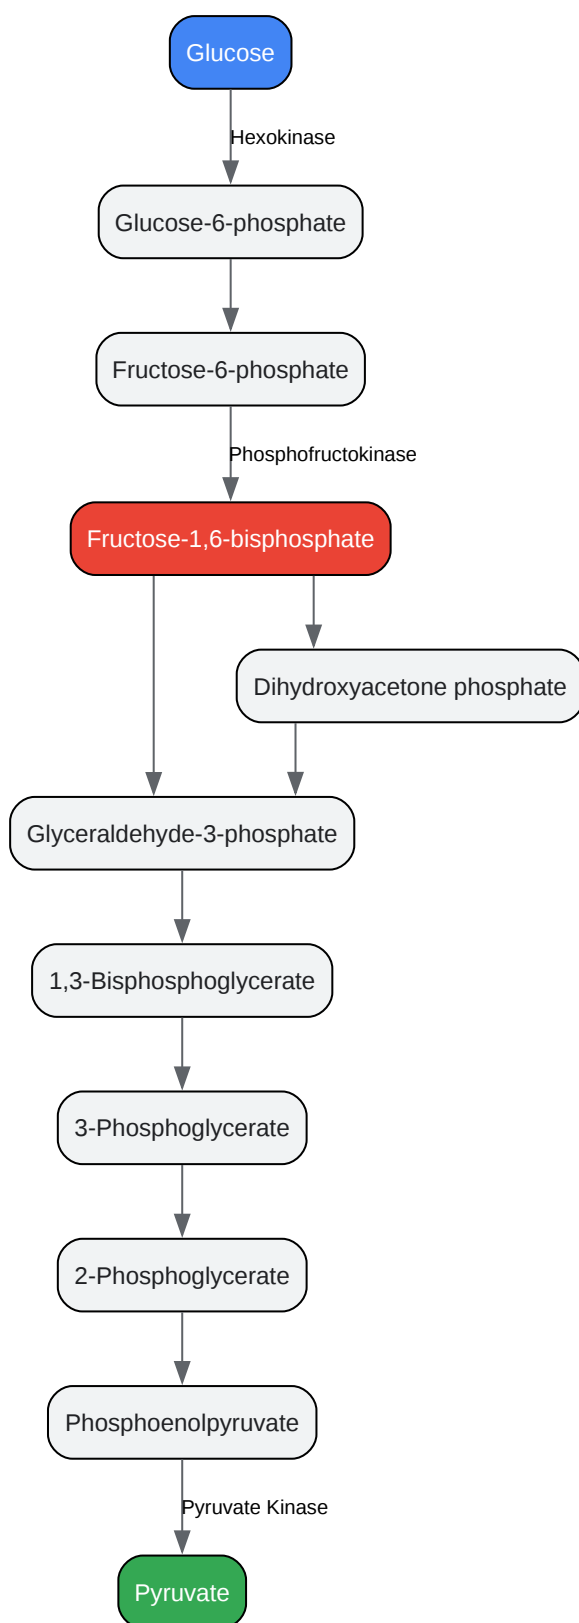 Glucose
Hexokinase
Glucose-6-phosphate
Fructose-6-phosphate
Phosphofructokinase
Fructose-1,6-bisphosphate
Dihydroxyacetone phosphate
Glyceraldehyde-3-phosphate
1,3-Bisphosphoglycerate
3-Phosphoglycerate
2-Phosphoglycerate
Phosphoenolpyruvate
Pyruvate Kinase
Pyruvate